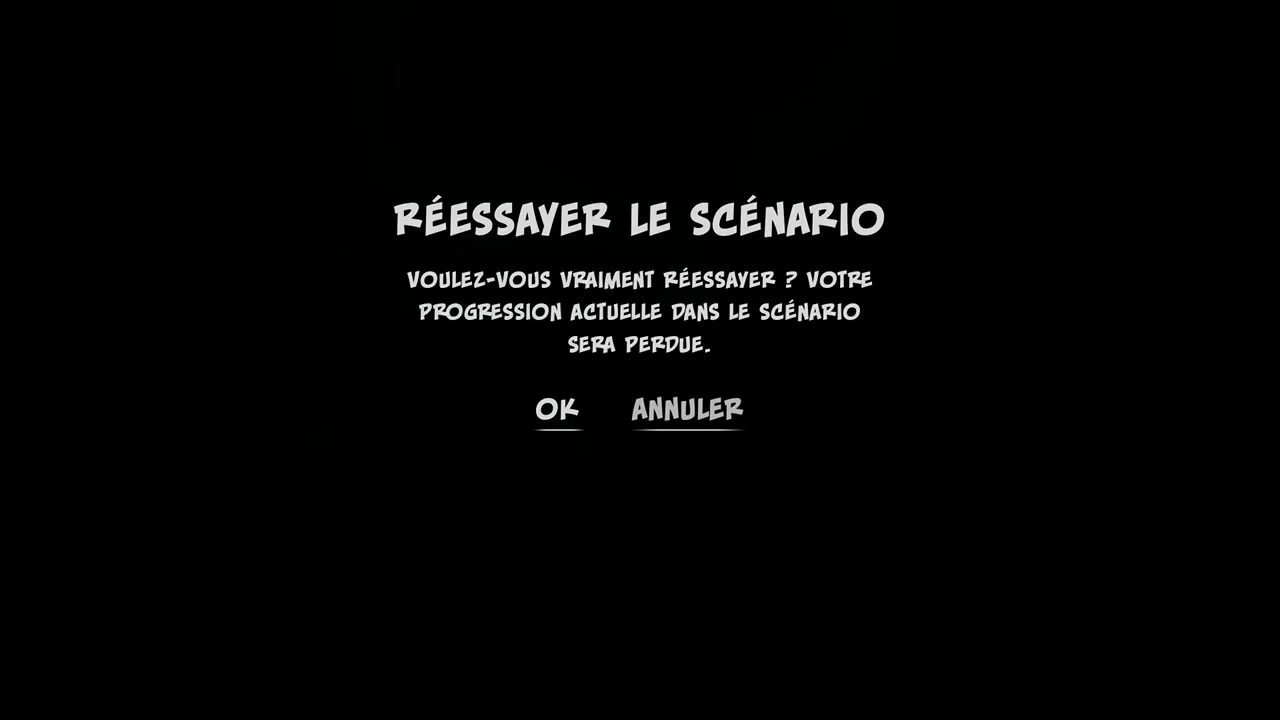 RÉESSAYER LE SCÉNARIO
VOULEZ-VOUS VRAIMENT RÉESSAYER ? VOTRE
PROGRESSION ACTUELLE DANS LE SCÉNARIO
SERA PERDUE.
OK ANNULER